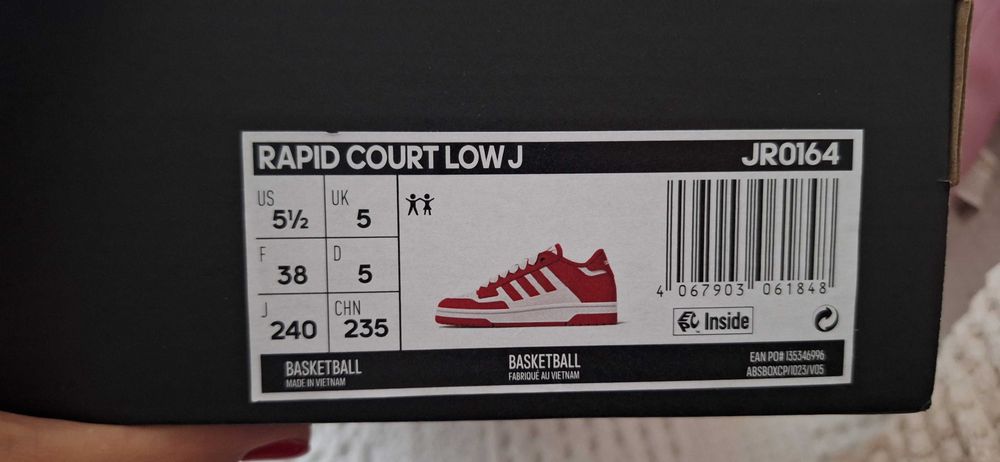 RAPID COURT LOW J JR0164
US 5½ UK 5
F 38 D 5
J 240 CHN 235
4 067903 061848
Inside
BASKETBALL
MADE IN VIETNAM
BASKETBALL
FABRIQUÉ AU VIETNAM
EAN PO# 135346996
ABSBOXCP/1023/V05